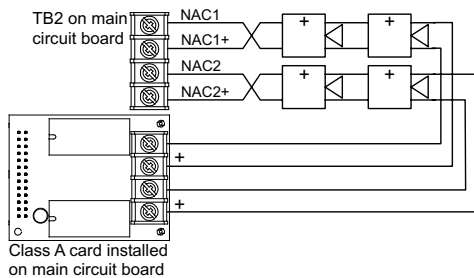 TB2 on main
circuit board
NAC1
NAC1+
NAC2
NAC2+
+ +
+ +
+
+
Class A card installed
on main circuit board